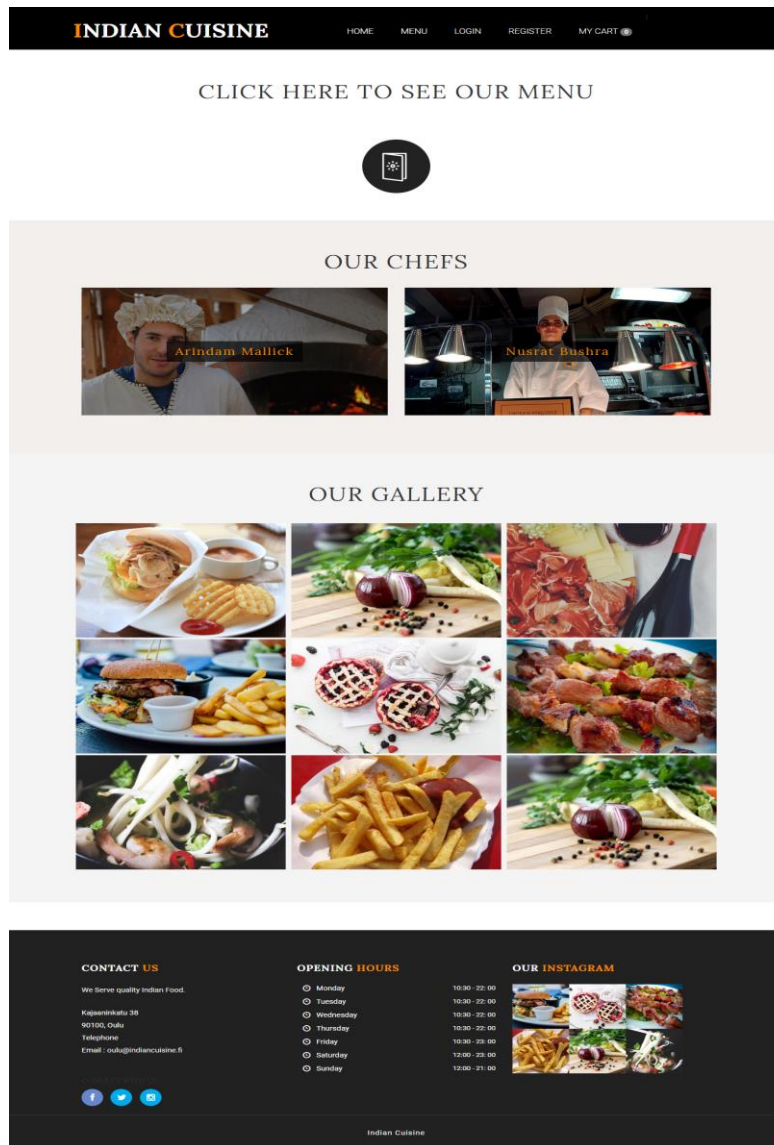 INDIAN CUISINE
HOME MENU LOGIN REGISTER MY CART 0
CLICK HERE TO SEE OUR MENU
OUR CHEFS
Arindam Mallick
Nusrat Bushra
OUR GALLERY
CONTACT US
We Serve quality Indian Food.
Kajaaninkatu 38
90100, Oulu
Telephone
Email : oulu@indiancuisine.fi
OPENING HOURS
Monday 10:30 - 22: 00
Tuesday 10:30 - 22: 00
Wednesday 10:30 - 22: 00
Thursday 10:30 - 22: 00
Friday 10:30 - 23: 00
Saturday 12:00 - 23: 00
Sunday 12:00 - 21: 00
OUR INSTAGRAM
Indian Cuisine